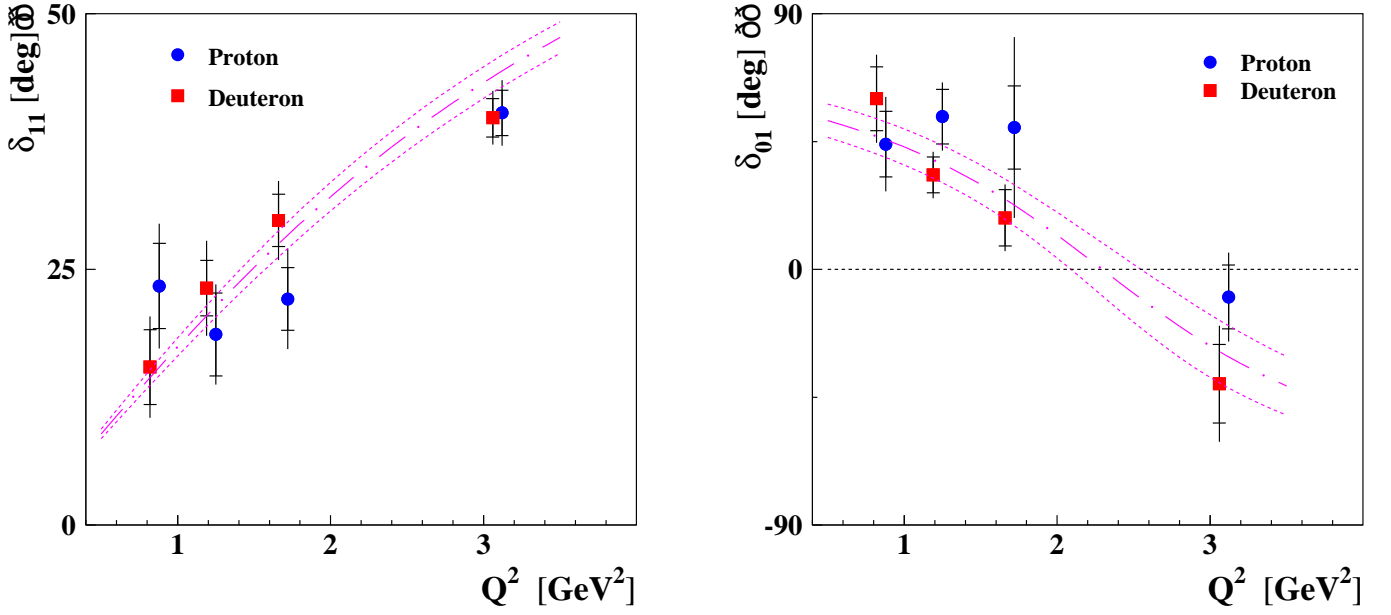 δ₁₁ [deg]
50
25
0
Proton
Deuteron
1
2
3
Q² [GeV²]
δ₀₁ [deg]
90
0
-90
Proton
Deuteron
1
2
3
Q² [GeV²]